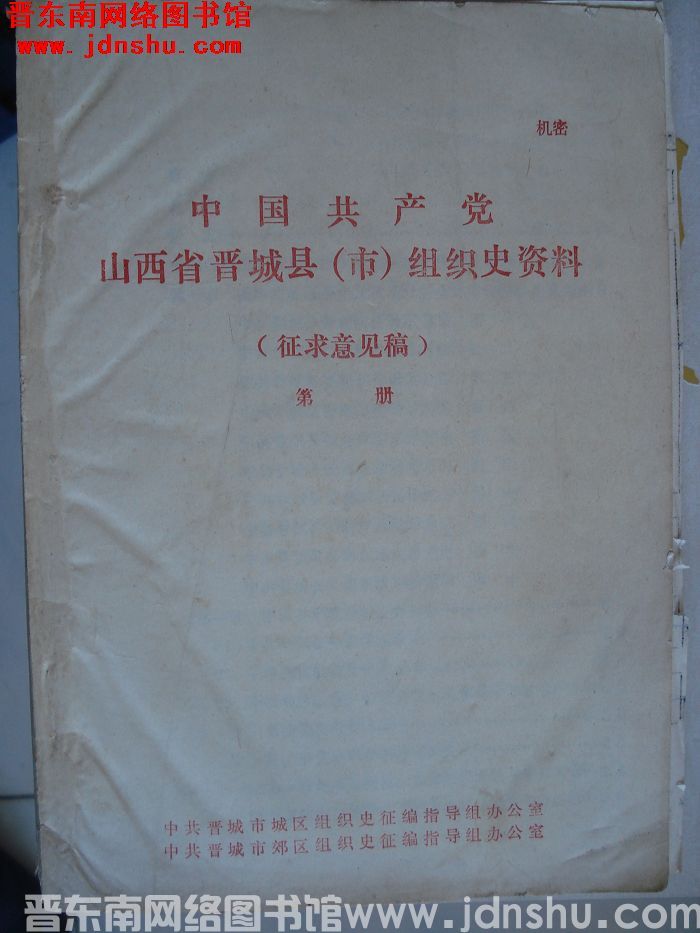 晋东南网络图书馆
www.jdnshu.com
机密
中国共产党
山西省晋城县（市）组织史资料
（征求意见稿）
第 册
中共晋城市城区组织史征编指导组办公室
中共晋城市郊区组织史征编指导组办公室
晋东南网络图书馆www.jdnshu.com